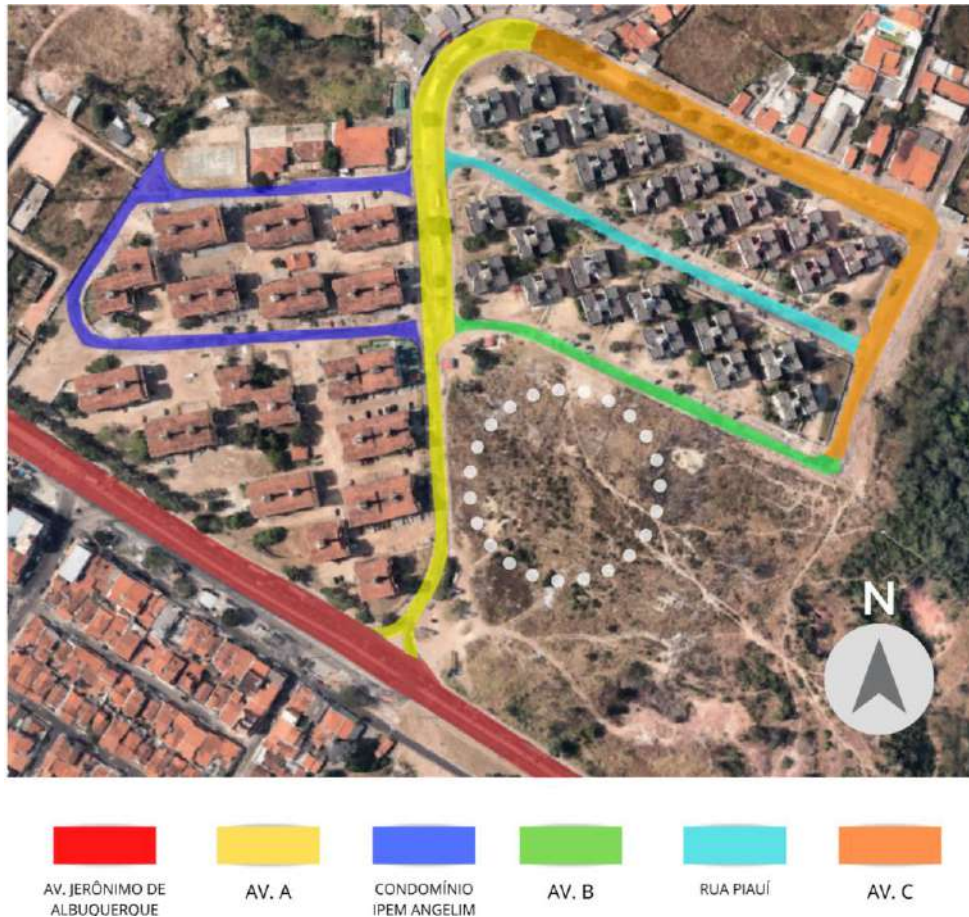 N
AV. JERÔNIMO DE
ALBUQUERQUE
AV. A
CONDOMÍNIO
IPEM ANGELIM
AV. B
RUA PIAUÍ
AV. C